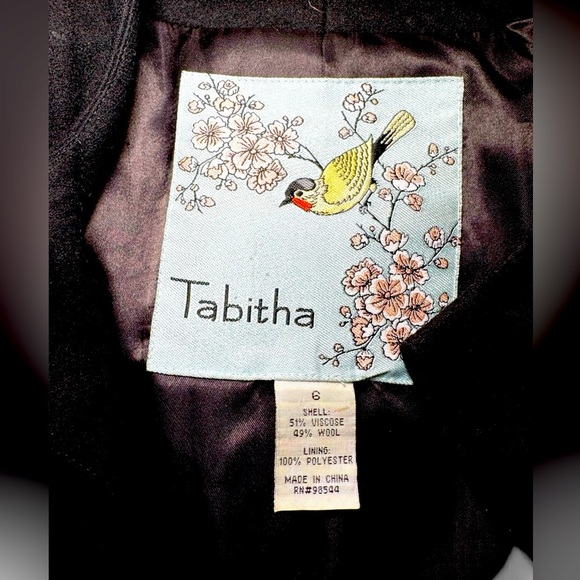 Tabitha
6
SHELL:
51% VISCOSE
49% WOOL
LINING:
100% POLYESTER
MADE IN CHINA
RN#98544